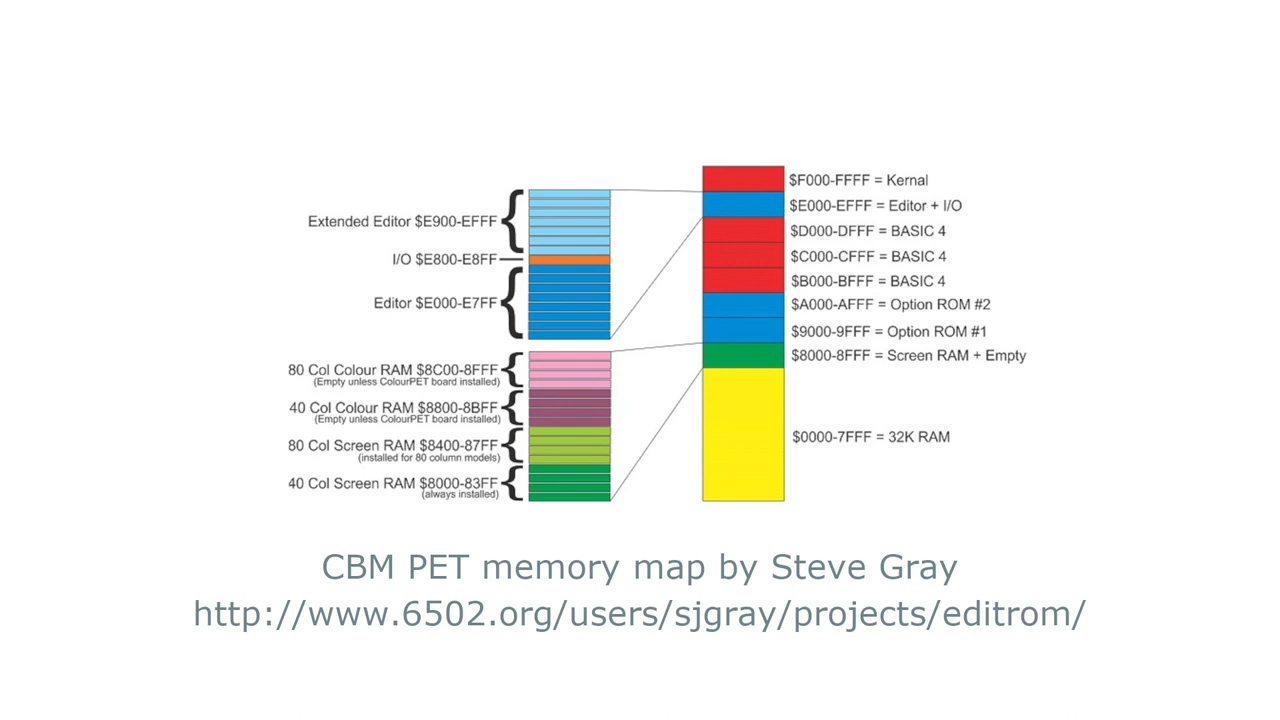 Extended Editor $E900-EFFF
I/O $E800-E8FF
Editor $E000-E7FF
80 Col Colour RAM $8C00-8FFF
(Empty unless ColourPET board installed)
40 Col Colour RAM $8800-8BFF
(Empty unless ColourPET board installed)
80 Col Screen RAM $8400-87FF
(installed for 80 column models)
40 Col Screen RAM $8000-83FF
(always installed)
$F000-FFFF = Kernal
$E000-EFFF = Editor + I/O
$D000-DFFF = BASIC 4
$C000-CFFF = BASIC 4
$B000-BFFF = BASIC 4
$A000-AFFF = Option ROM #2
$9000-9FFF = Option ROM #1
$8000-8FFF = Screen RAM + Empty
$0000-7FFF = 32K RAM
CBM PET memory map by Steve Gray
http://www.6502.org/users/sjgray/projects/editrom/